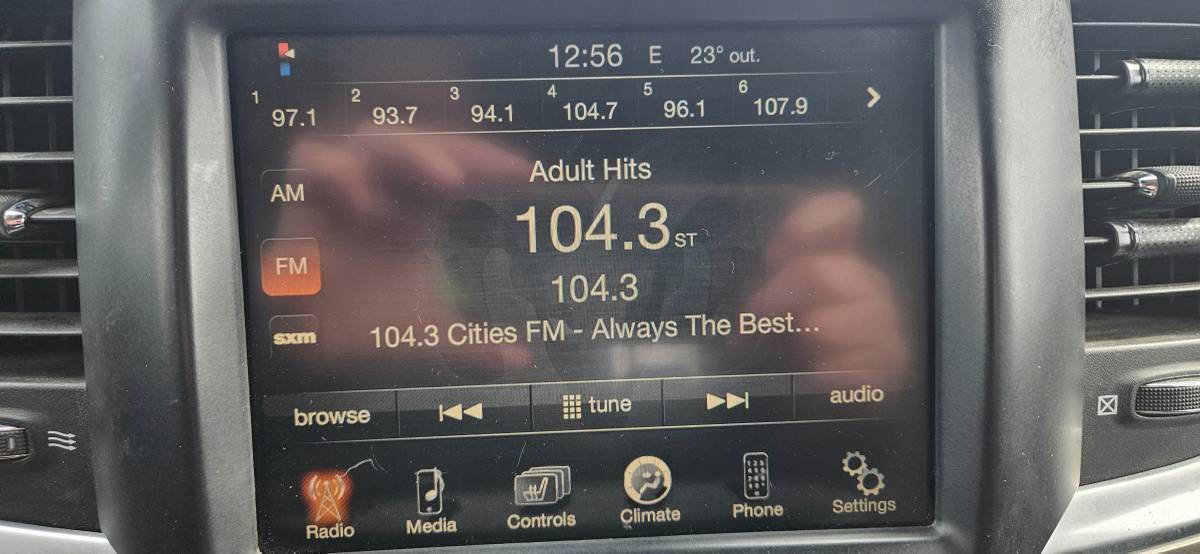 12:56 E 23° out.
1 97.1 2 93.7 3 94.1 4 104.7 5 96.1 6 107.9
Adult Hits
AM
104.3 ST
FM
104.3
sxm
104.3 Cities FM - Always The Best...
browse tune audio
Radio Media Controls Climate Phone Settings